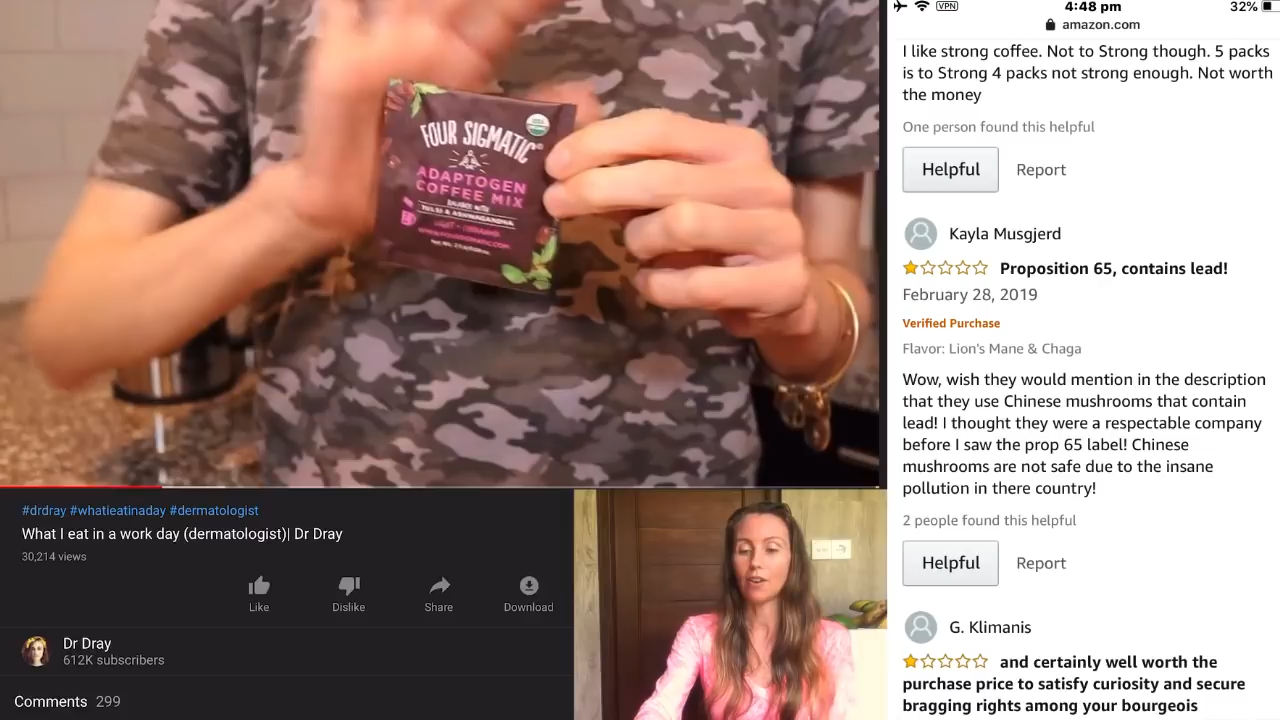 FOUR SIGMATIC
ADAPTOGEN
COFFEE MIX
BALANCE WITH
TULSI & ASHWAGANDHA
#drdray #whatieatinaday #dermatologist
What I eat in a work day (dermatologist)| Dr Dray
30,214 views
Like Dislike Share Download
Dr Dray
612K subscribers
Comments 299
VPN 4:48 pm 32%
amazon.com
I like strong coffee. Not to Strong though. 5 packs
is to Strong 4 packs not strong enough. Not worth
the money
One person found this helpful
Helpful Report
Kayla Musgjerd
Proposition 65, contains lead!
February 28, 2019
Verified Purchase
Flavor: Lion's Mane & Chaga
Wow, wish they would mention in the description
that they use Chinese mushrooms that contain
lead! I thought they were a respectable company
before I saw the prop 65 label! Chinese
mushrooms are not safe due to the insane
pollution in there country!
2 people found this helpful
Helpful Report
G. Klimanis
and certainly well worth the
purchase price to satisfy curiosity and secure
bragging rights among your bourgeois